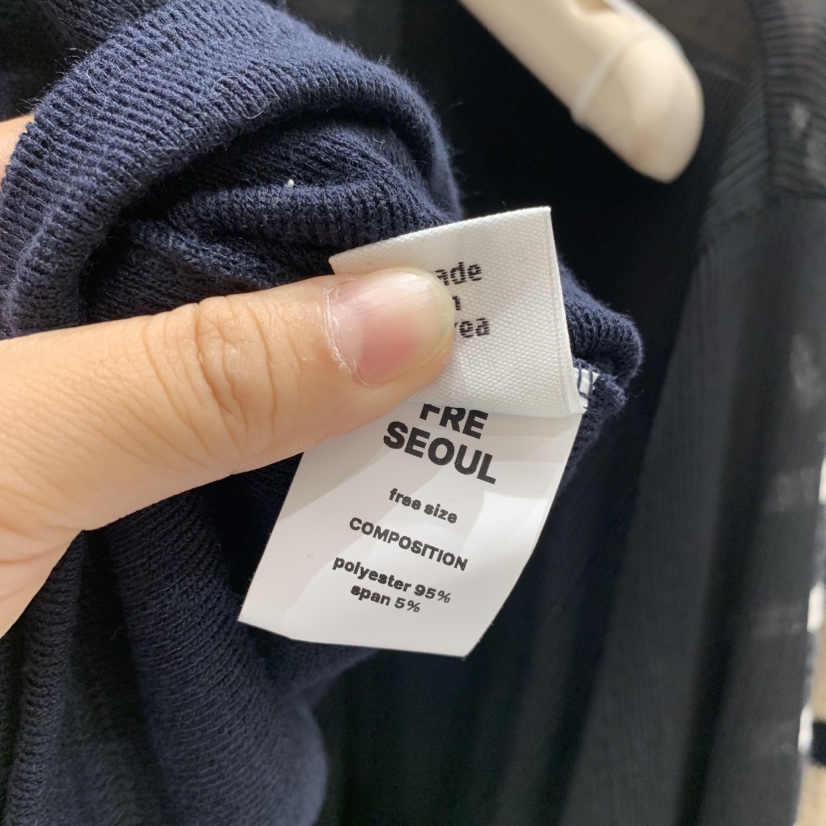 ade
n
rea
FRE
SEOUL
free size
COMPOSITION
polyester 95%
span 5%